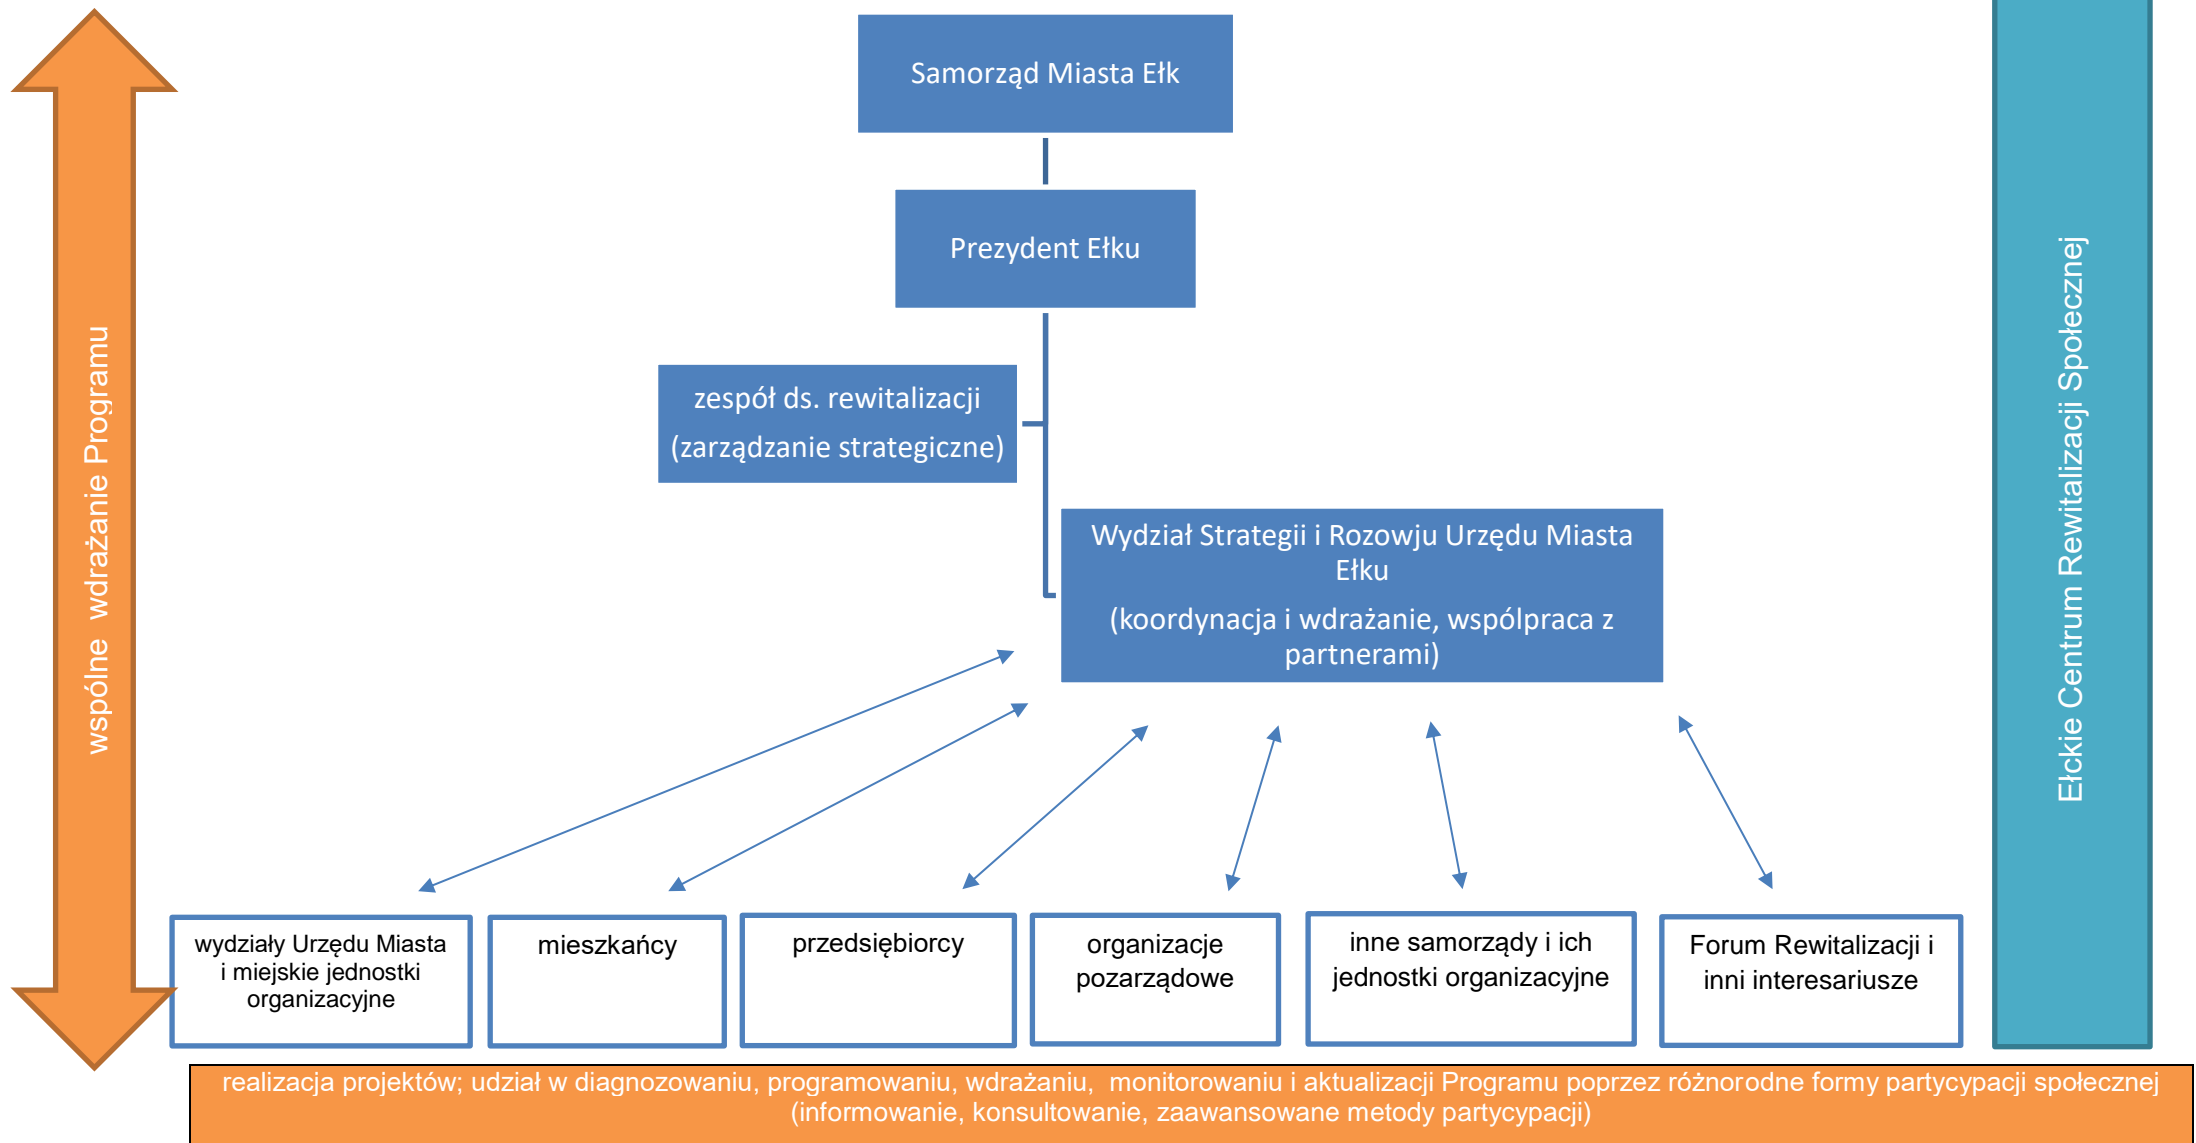 Samorząd Miasta Ełk
Prezydent Ełku
zespół ds. rewitalizacji
(zarządzanie strategiczne)
Wydział Strategii i Rozowju Urzędu Miasta
Ełku
(koordynacja i wdrażanie, wspólpraca z
partnerami)
wspólne wdrażanie Programu
Ełckie Centrum Rewitalizacji Społecznej
wydziały Urzędu Miasta
i miejskie jednostki
organizacyjne
mieszkańcy
przedsiębiorcy
organizacje
pozarządowe
inne samorządy i ich
jednostki organizacyjne
Forum Rewitalizacji i
inni interesariusze
realizacja projektów; udział w diagnozowaniu, programowaniu, wdrażaniu, monitorowaniu i aktualizacji Programu poprzez różnorodne formy partycypacji społecznej
(informowanie, konsultowanie, zaawansowane metody partycypacji)